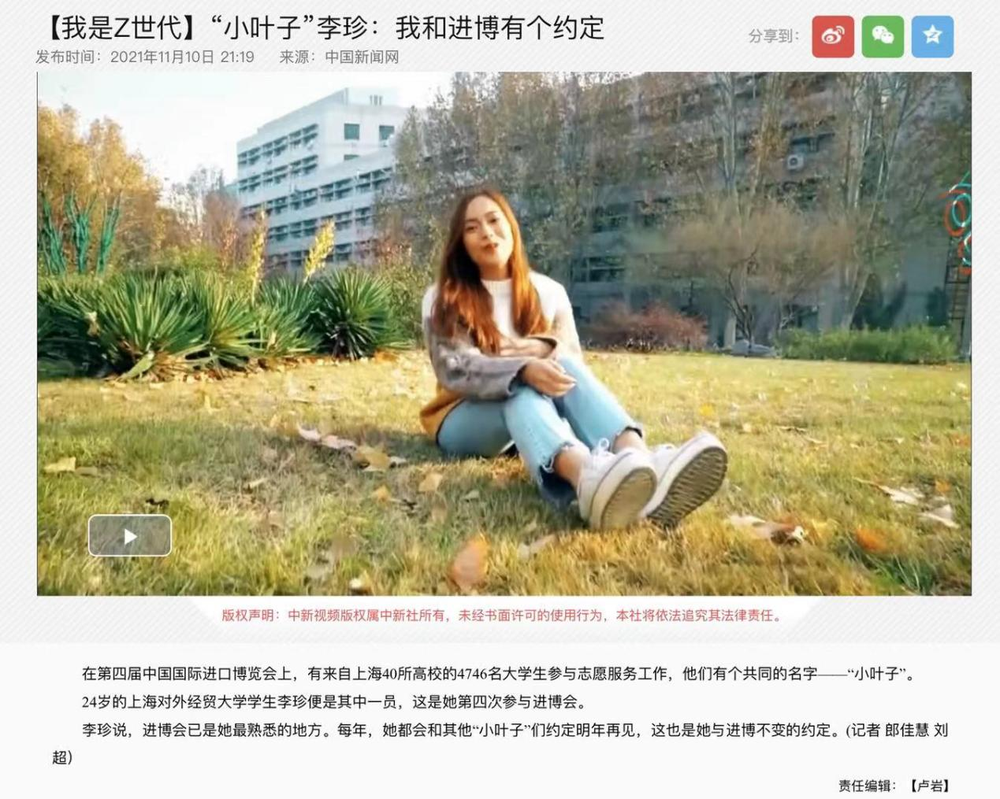 【我是Z世代】“小叶子”李珍：我和进博有个约定
发布时间：2021年11月10日 21:19 来源：中国新闻网
分享到：
版权声明：中新视频版权属中新社所有，未经书面许可的使用行为，本社将依法追究其法律责任。
在第四届中国国际进口博览会上，有来自上海40所高校的4746名大学生参与志愿服务工作，他们有个共同的名字——“小叶子”。
24岁的上海对外经贸大学学生李珍便是其中一员，这是她第四次参与进博会。
李珍说，进博会已是她最熟悉的地方。每年，她都会和其他“小叶子”们约定明年再见，这也是她与进博不变的约定。(记者 郎佳慧 刘
超)
责任编辑：【卢岩】